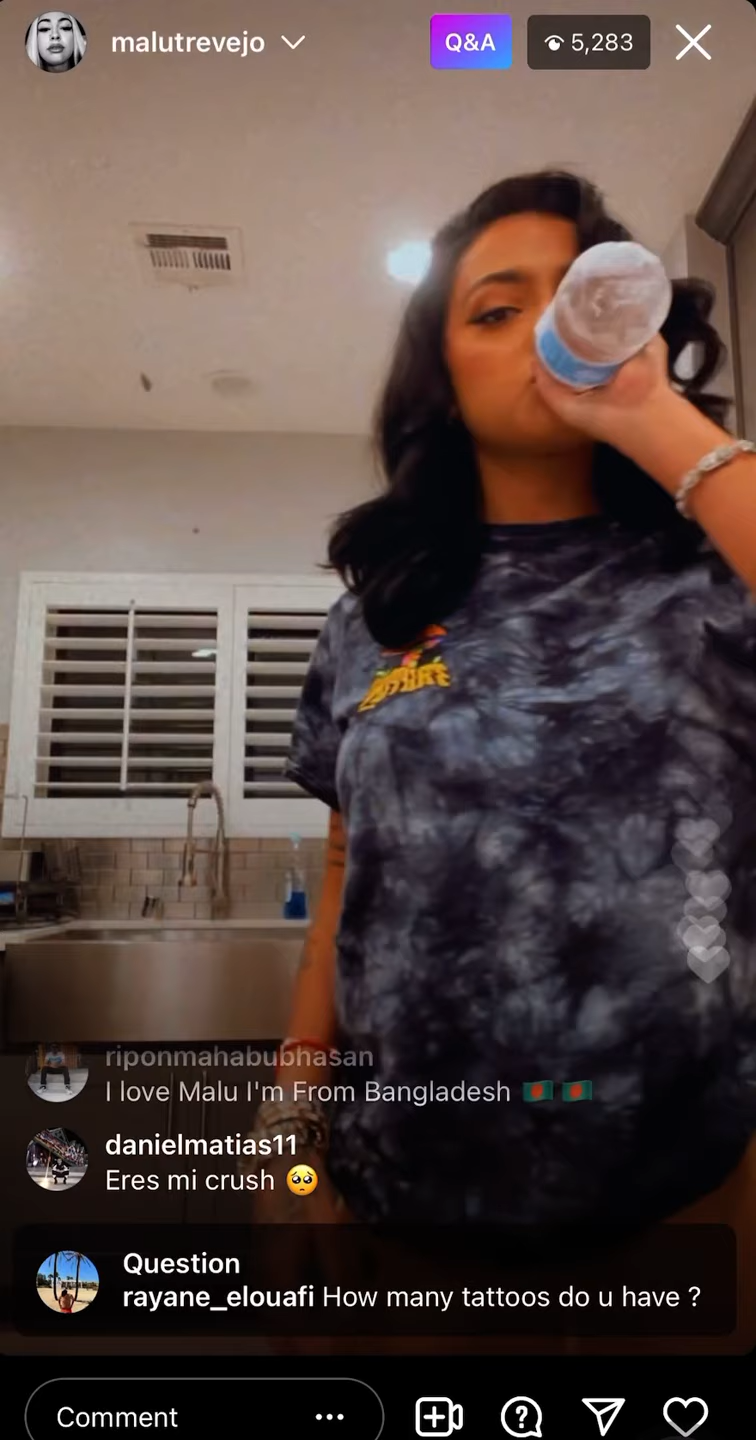 malutrevejo
Q&A
5,283
riponmahabubhasan
I love Malu I'm From Bangladesh 🇧🇩 🇧🇩
danielmatias11
Eres mi crush 🥺
Question
rayane_elouafi How many tattoos do u have ?
Comment